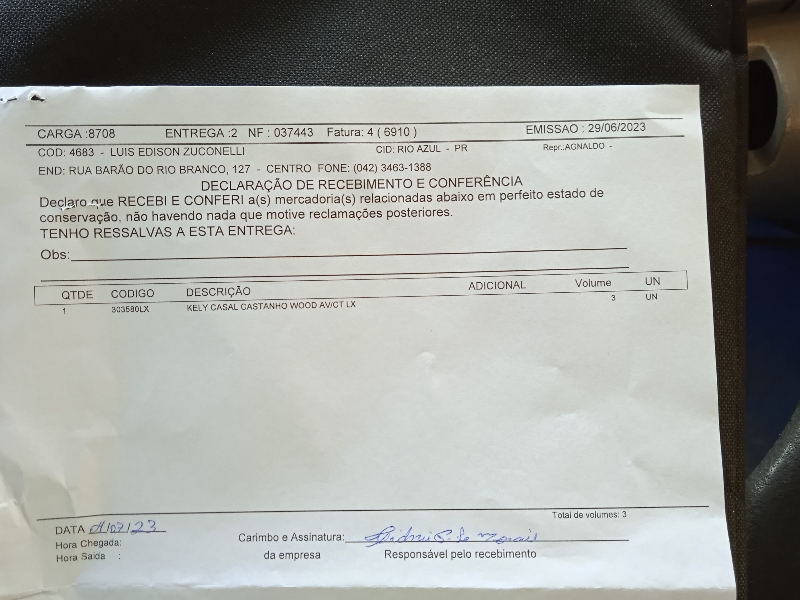 CARGA :8708 ENTREGA :2 NF : 037443 Fatura: 4 ( 6910 ) EMISSAO : 29/06/2023
COD: 4683 - LUIS EDISON ZUCONELLI CID: RIO AZUL - PR Repr.:AGNALDO -
END: RUA BARÃO DO RIO BRANCO, 127 - CENTRO FONE: (042) 3463-1388
DECLARAÇÃO DE RECEBIMENTO E CONFERÊNCIA
Declaro que RECEBI E CONFERI a(s) mercadoria(s) relacionadas abaixo em perfeito estado de
conservação, não havendo nada que motive reclamações posteriores.
TENHO RESSALVAS A ESTA ENTREGA:
Obs:
QTDE CODIGO DESCRIÇÃO ADICIONAL Volume UN
1 303580LX KELY CASAL CASTANHO WOOD AV/CT LX 3 UN
Total de volumes: 3
DATA
Hora Chegada:
Hora Saida :
Carimbo e Assinatura:
da empresa Responsável pelo recebimento